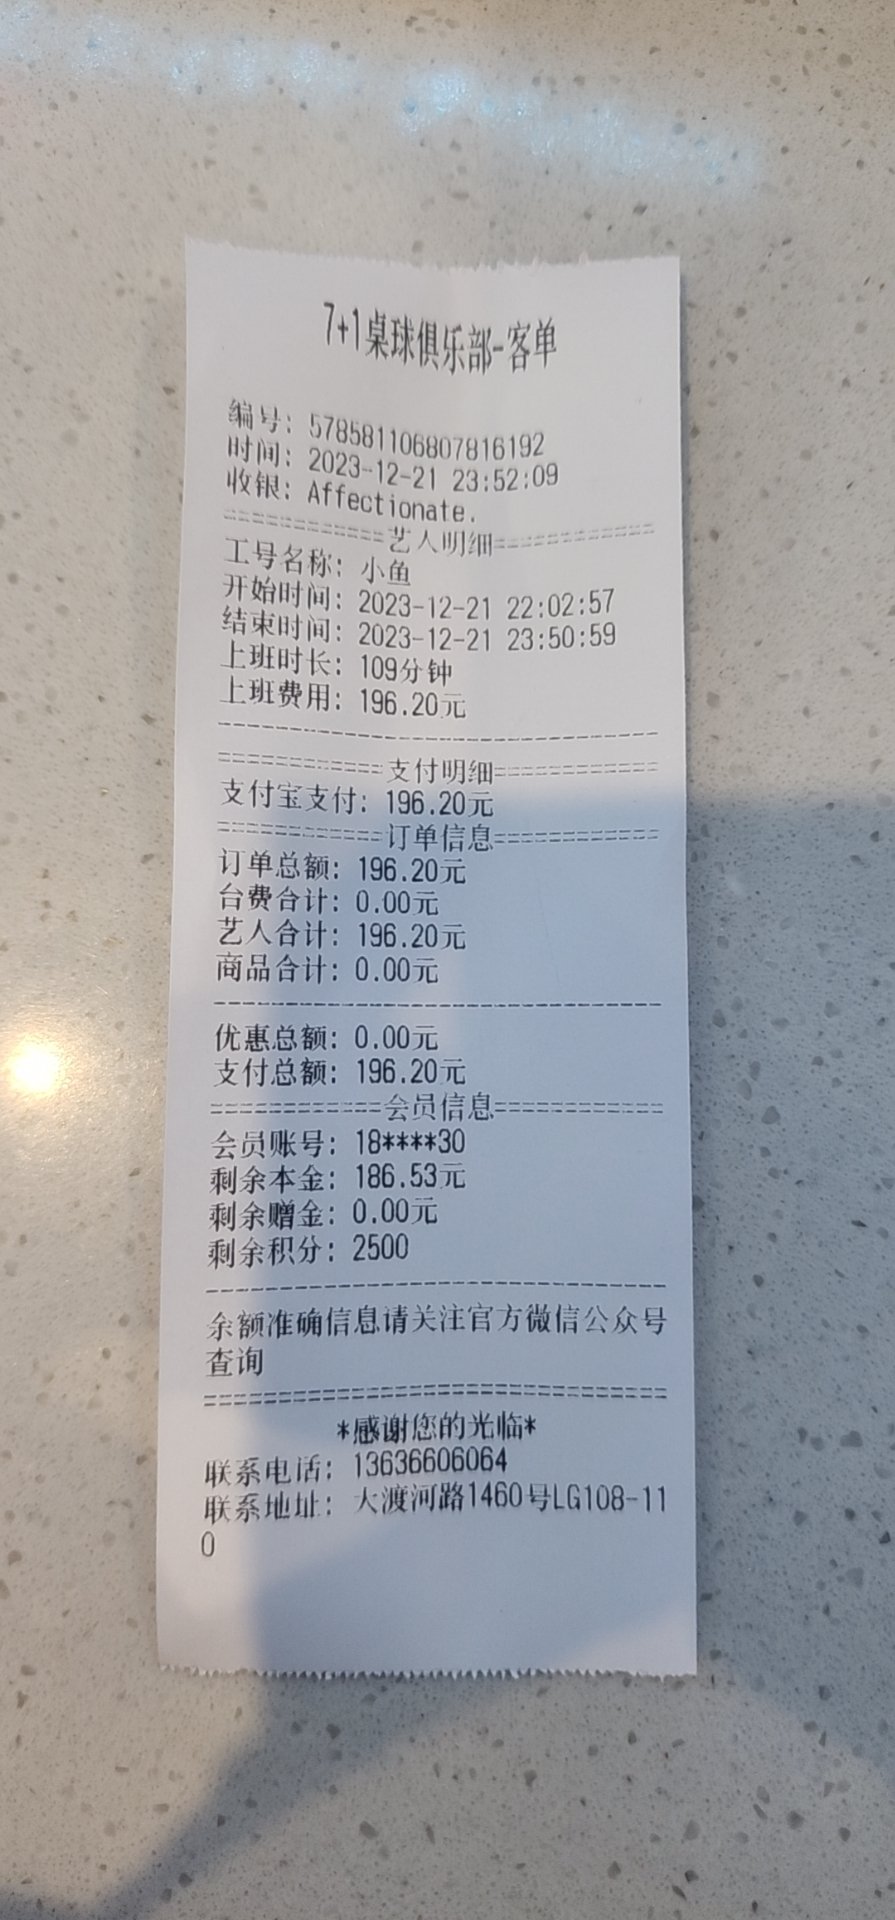 7+1桌球俱乐部-客单
编号: 578581106807816192
时间: 2023-12-21 23:52:09
收银: Affectionate.
============艺人明细============
工号名称: 小鱼
开始时间: 2023-12-21 22:02:57
结束时间: 2023-12-21 23:50:59
上班时长: 109分钟
上班费用: 196.20元
--------------------------------
============支付明细============
支付宝支付: 196.20元
============订单信息============
订单总额: 196.20元
台费合计: 0.00元
艺人合计: 196.20元
商品合计: 0.00元
--------------------------------
优惠总额: 0.00元
支付总额: 196.20元
============会员信息============
会员账号: 18****30
剩余本金: 186.53元
剩余赠金: 0.00元
剩余积分: 2500
--------------------------------
余额准确信息请关注官方微信公众号
查询
================================
*感谢您的光临*
联系电话: 13636606064
联系地址: 大渡河路1460号LG108-11
0